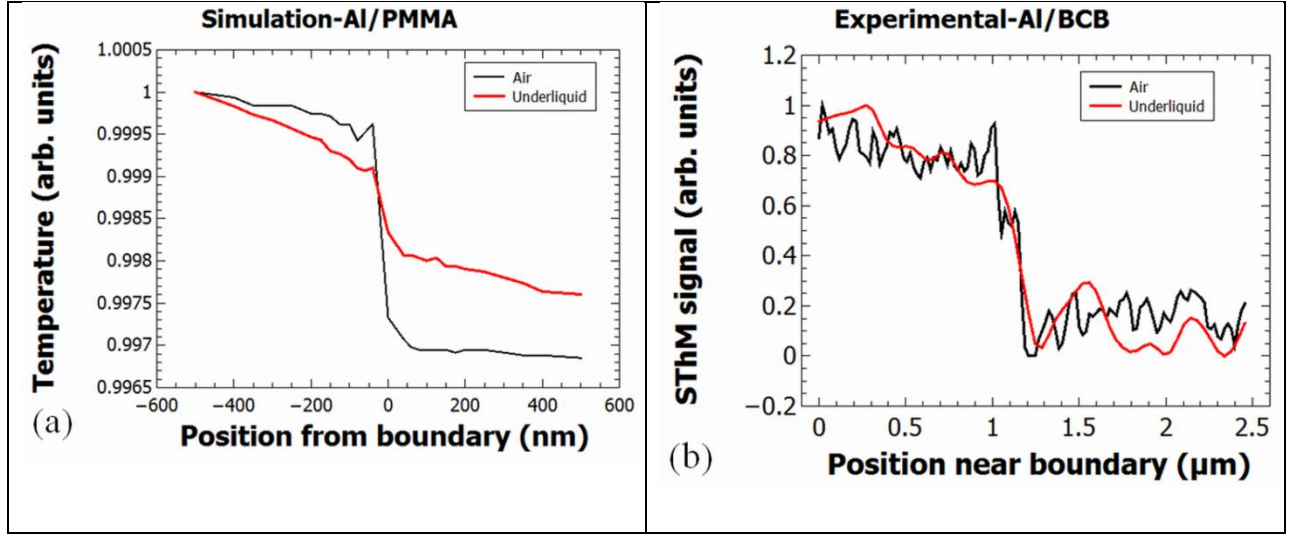 Simulation-Al/PMMA
1.0005
1
0.9995
0.999
0.9985
0.998
0.9975
0.997
0.9965
Temperature (arb. units)
Air
Underliquid
−600 −400 −200 0 200 400 600
Position from boundary (nm)
(a)
Experimental-Al/BCB
1.2
1
0.8
0.6
0.4
0.2
0
−0.2
SThM signal (arb. units)
Air
Underliquid
0 0.5 1 1.5 2 2.5
Position near boundary (μm)
(b)